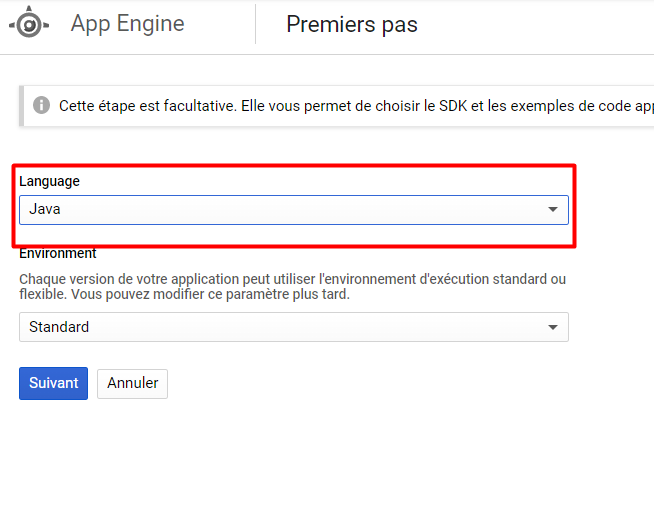 App Engine
Premiers pas
Cette étape est facultative. Elle vous permet de choisir le SDK et les exemples de code
Language
Java
Environment
Chaque version de votre application peut utiliser l'environnement d'exécution standard ou
flexible. Vous pouvez modifier ce paramètre plus tard.
Standard
Suivant
Annuler